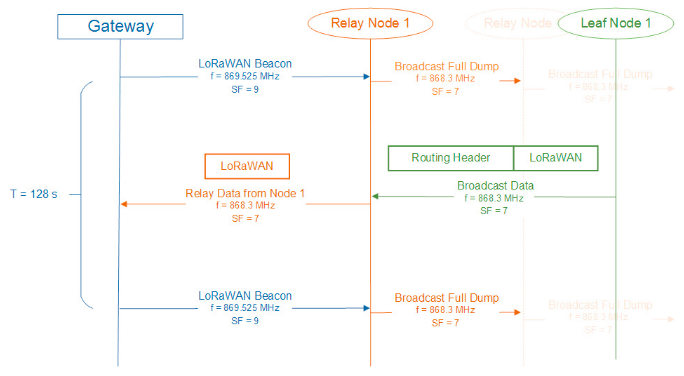 Gateway
Relay Node 1
Relay Node
Leaf Node 1
LoRaWAN Beacon
f = 869.525 MHz
SF = 9
Broadcast Full Dump
f = 868.3 MHz
SF = 7
Broadcast Full Dump
f = 868.3 MHz
SF = 7
LoRaWAN
Routing Header
LoRaWAN
T = 128 s
Relay Data from Node 1
f = 868.3 MHz
SF = 7
Broadcast Data
f = 868.3 MHz
SF = 7
LoRaWAN Beacon
f = 869.525 MHz
SF = 9
Broadcast Full Dump
f = 868.3 MHz
SF = 7
Broadcast Full Dump
f = 868.3 MHz
SF = 7